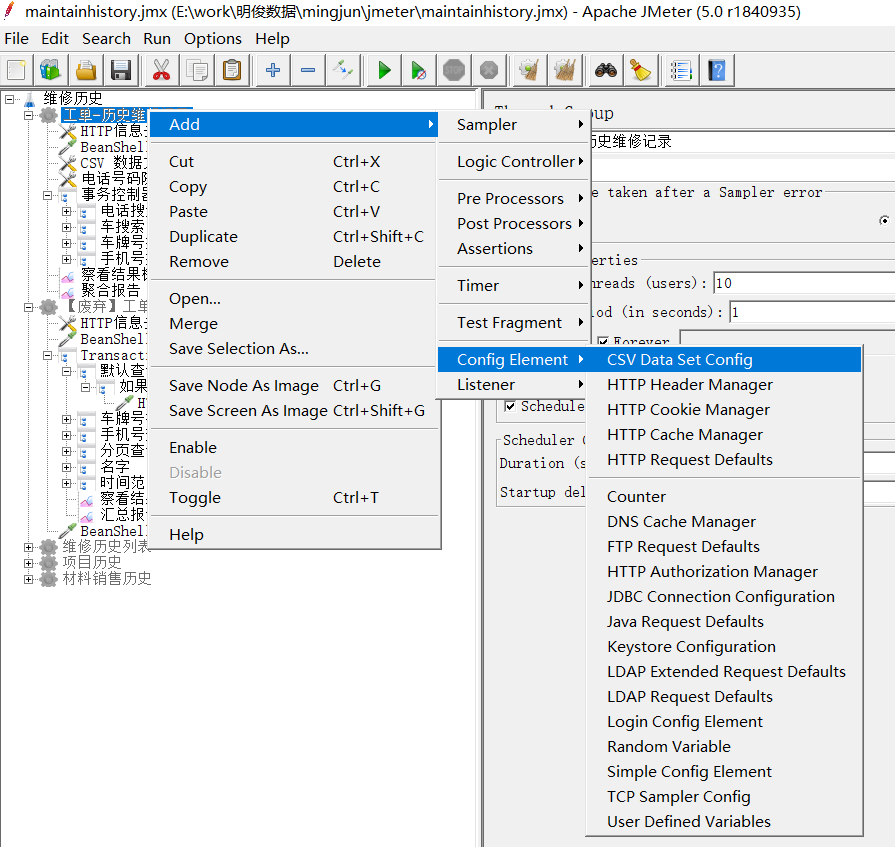 maintainhistory.jmx (E:\work\明俊数据\mingjun\jmeter\maintainhistory.jmx) - Apache JMeter (5.0 r1840935)
File Edit Search Run Options Help
维修历史
工单-历史维
HTTP信息
BeanShell
CSV 数据
电话号码
事务控制器
电话搜
车搜索
车牌号
手机号
察看结果
聚合报告
【废弃】工单
HTTP信息
BeanShell
Transacti
默认查
如果
车牌号
手机号
分页查
名字
时间范
察看结
汇总报
BeanShell
维修历史列表
项目历史
材料销售历史
Add
Cut Ctrl+X
Copy Ctrl+C
Paste Ctrl+V
Duplicate Ctrl+Shift+C
Remove Delete
Open...
Merge
Save Selection As...
Save Node As Image Ctrl+G
Save Screen As Image Ctrl+Shift+G
Enable
Disable
Toggle Ctrl+T
Help
Sampler
Logic Controller
Pre Processors
Post Processors
Assertions
Timer
Test Fragment
Config Element
Listener
CSV Data Set Config
HTTP Header Manager
HTTP Cookie Manager
HTTP Cache Manager
HTTP Request Defaults
Counter
DNS Cache Manager
FTP Request Defaults
HTTP Authorization Manager
JDBC Connection Configuration
Java Request Defaults
Keystore Configuration
LDAP Extended Request Defaults
LDAP Request Defaults
Login Config Element
Random Variable
Simple Config Element
TCP Sampler Config
User Defined Variables
历史维修记录
e taken after a Sampler error
erties
hreads (users): 10
iod (in seconds): 1
Forever
Schedule
Scheduler
Duration (s
Startup del